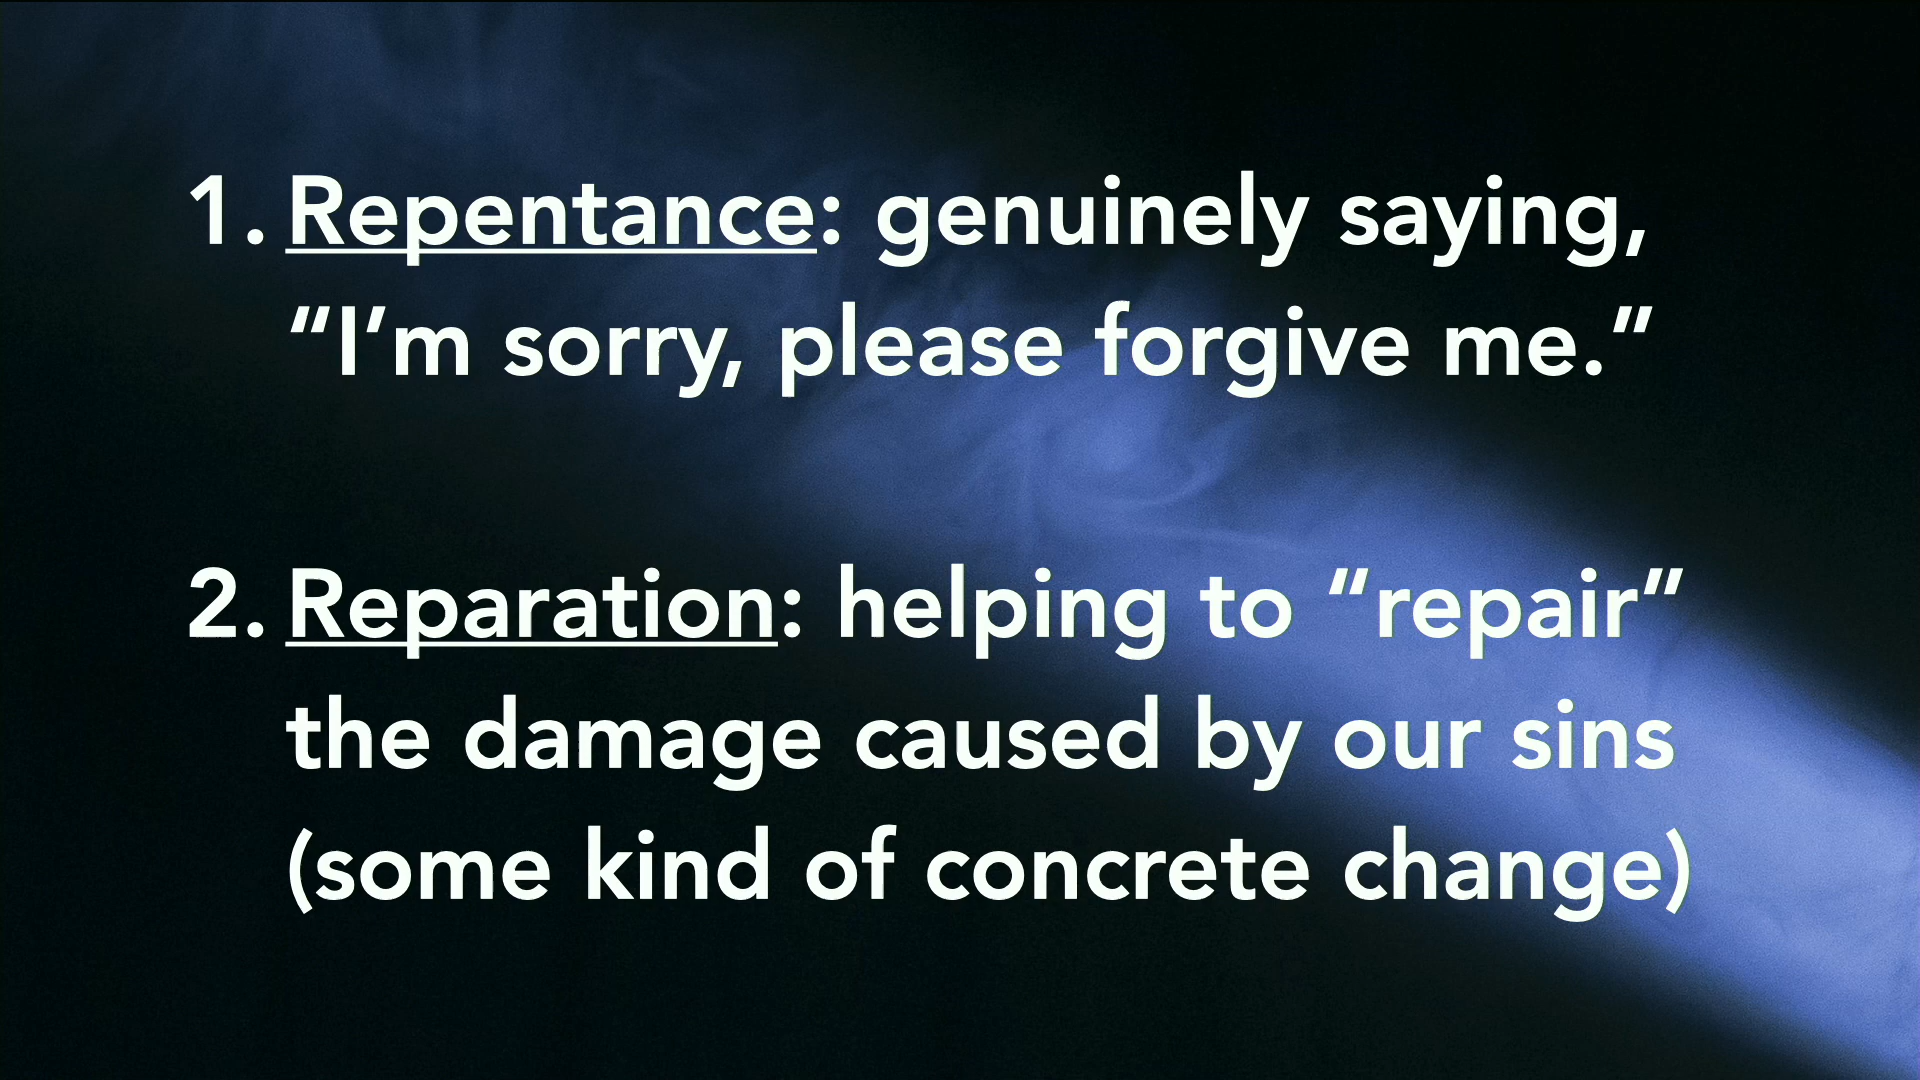 1. Repentance: genuinely saying,
“I’m sorry, please forgive me.”
2. Reparation: helping to “repair”
the damage caused by our sins
(some kind of concrete change)